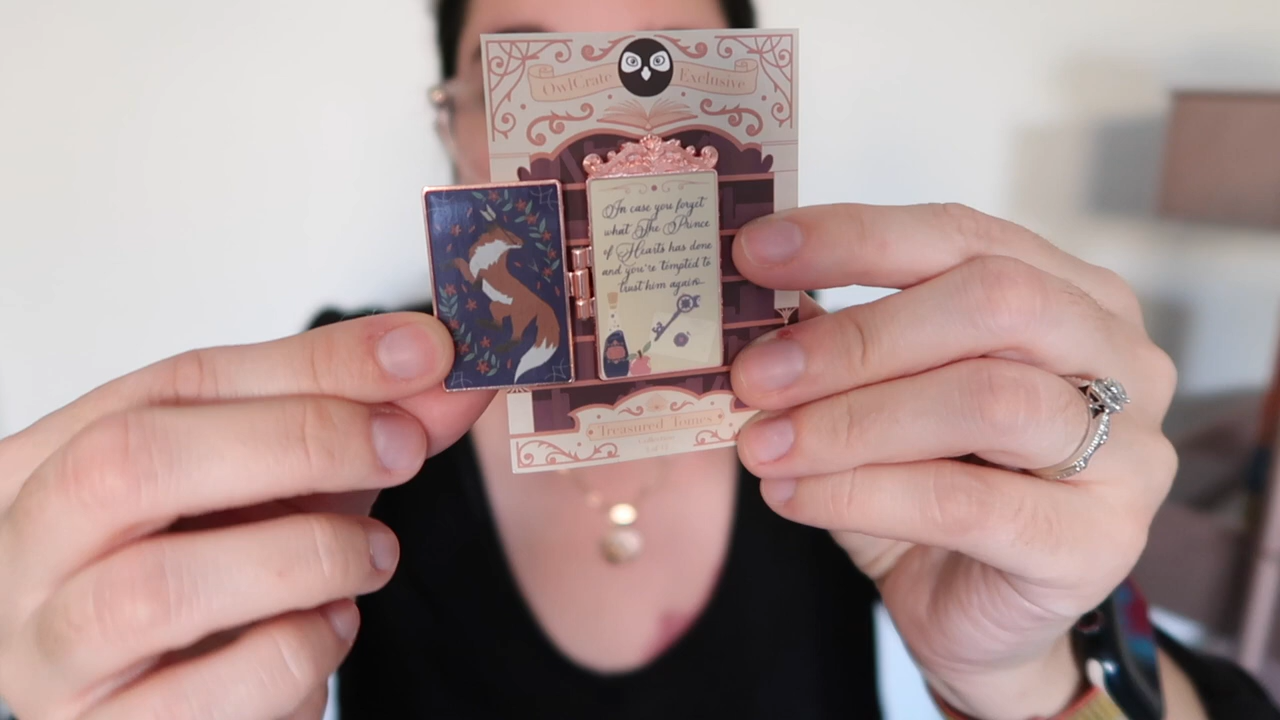 OwlCrate Exclusive
In case you forget
what The Prince
of Hearts has done
and you're tempted to
trust him again...
Treasured Tomes
Collection